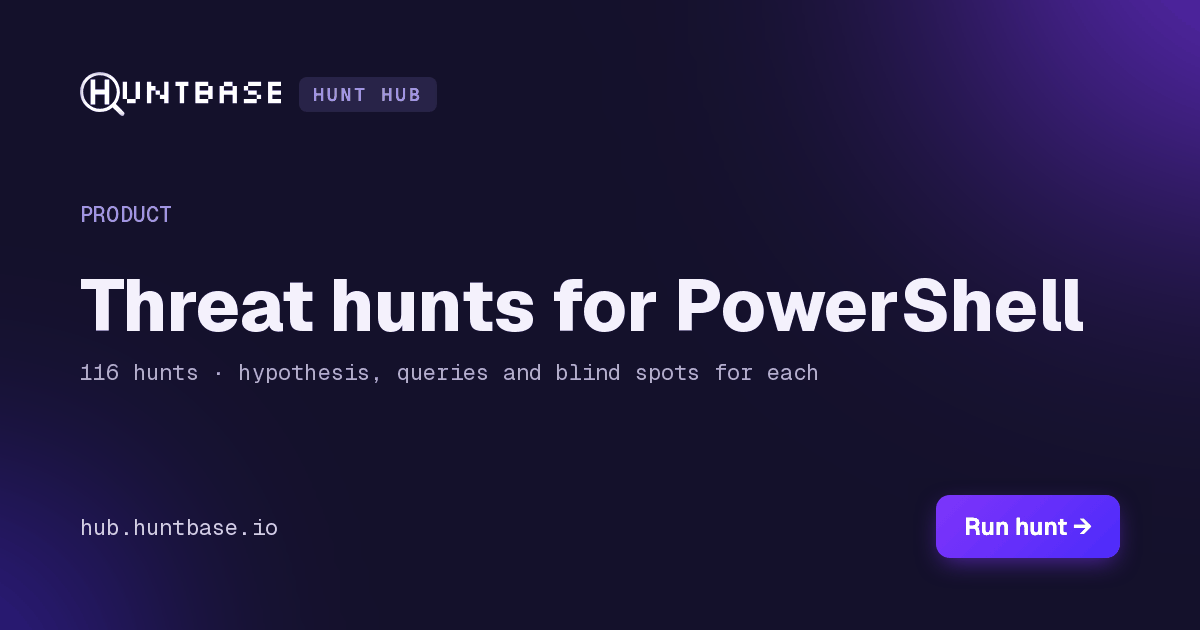 HUNTBASE HUNT HUB
PRODUCT
Threat hunts for PowerShell
116 hunts · hypothesis, queries and blind spots for each
hub.huntbase.io
Run hunt →